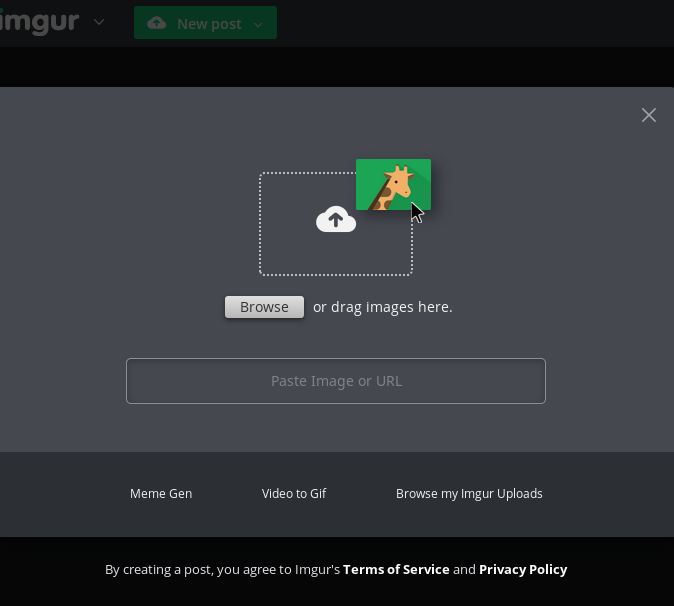 imgur
New post
Browse or drag images here.
Paste Image or URL
Meme Gen Video to Gif Browse my Imgur Uploads
By creating a post, you agree to Imgur's Terms of Service and Privacy Policy